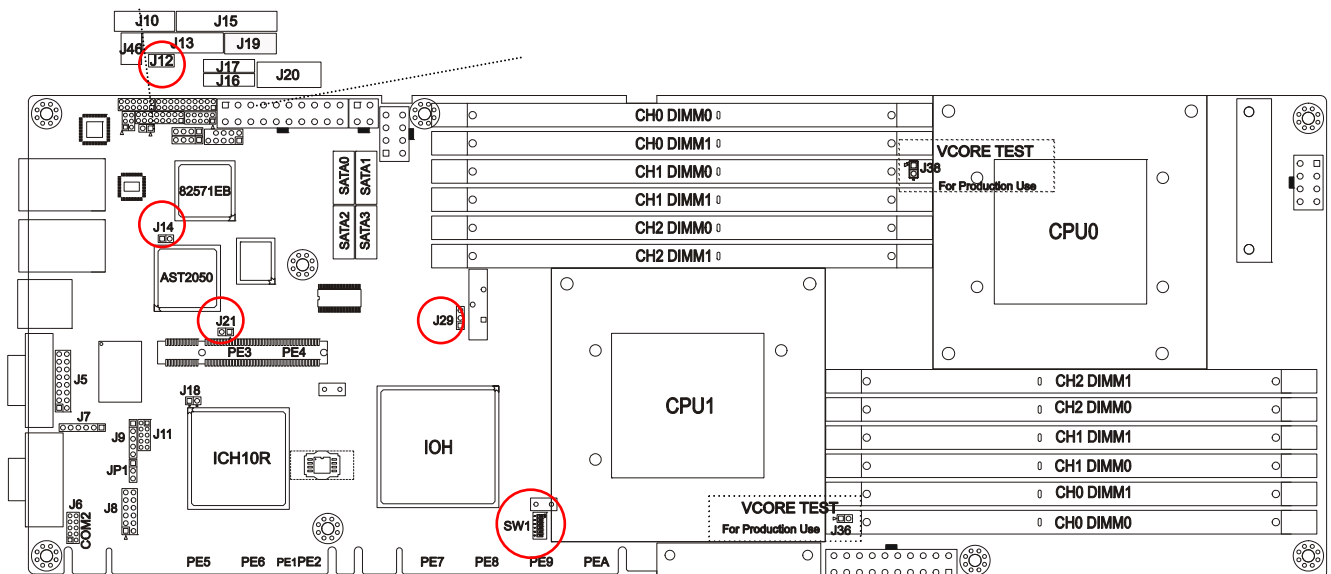 J10 J15
J46 J13 J19
J12
J17
J16 J20
CH0 DIMM0
CH0 DIMM1
CH1 DIMM0
CH1 DIMM1
CH2 DIMM0
CH2 DIMM1
VCORE TEST
J38
For Production Use
CPU0
82571EB
SATA0 SATA1
SATA2 SATA3
J14
AST2050
J21
J29
PE3 PE4
J5
J18
J7
J9
J11
JP1
J8
J6
COM2
ICH10R
IOH
CPU1
SW1
CH2 DIMM1
CH2 DIMM0
CH1 DIMM1
CH1 DIMM0
CH0 DIMM1
CH0 DIMM0
VCORE TEST
For Production Use J36
PE5 PE6 PE1PE2 PE7 PE8 PE9 PEA